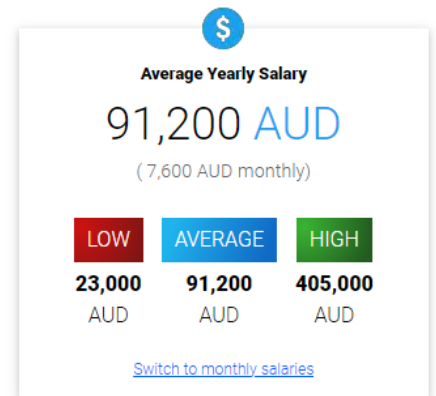 $
Average Yearly Salary
91,200 AUD
( 7,600 AUD monthly)
LOW AVERAGE HIGH
23,000 91,200 405,000
AUD AUD AUD
Switch to monthly salaries